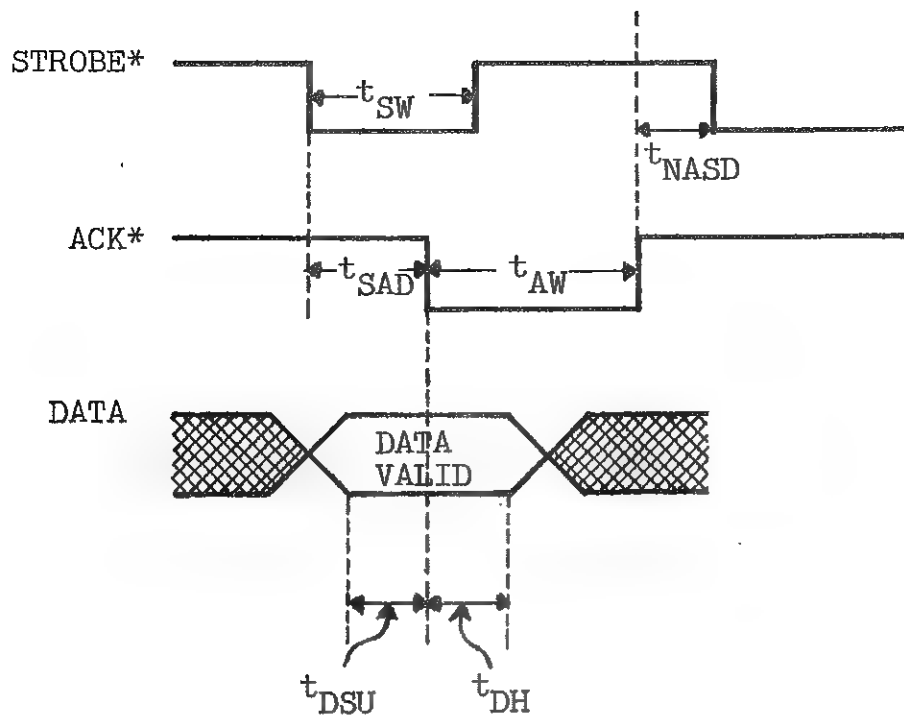 STROBE*
tSW
tNASD
ACK*
tSAD
tAW
DATA
DATA
VALID
tDSU
tDH